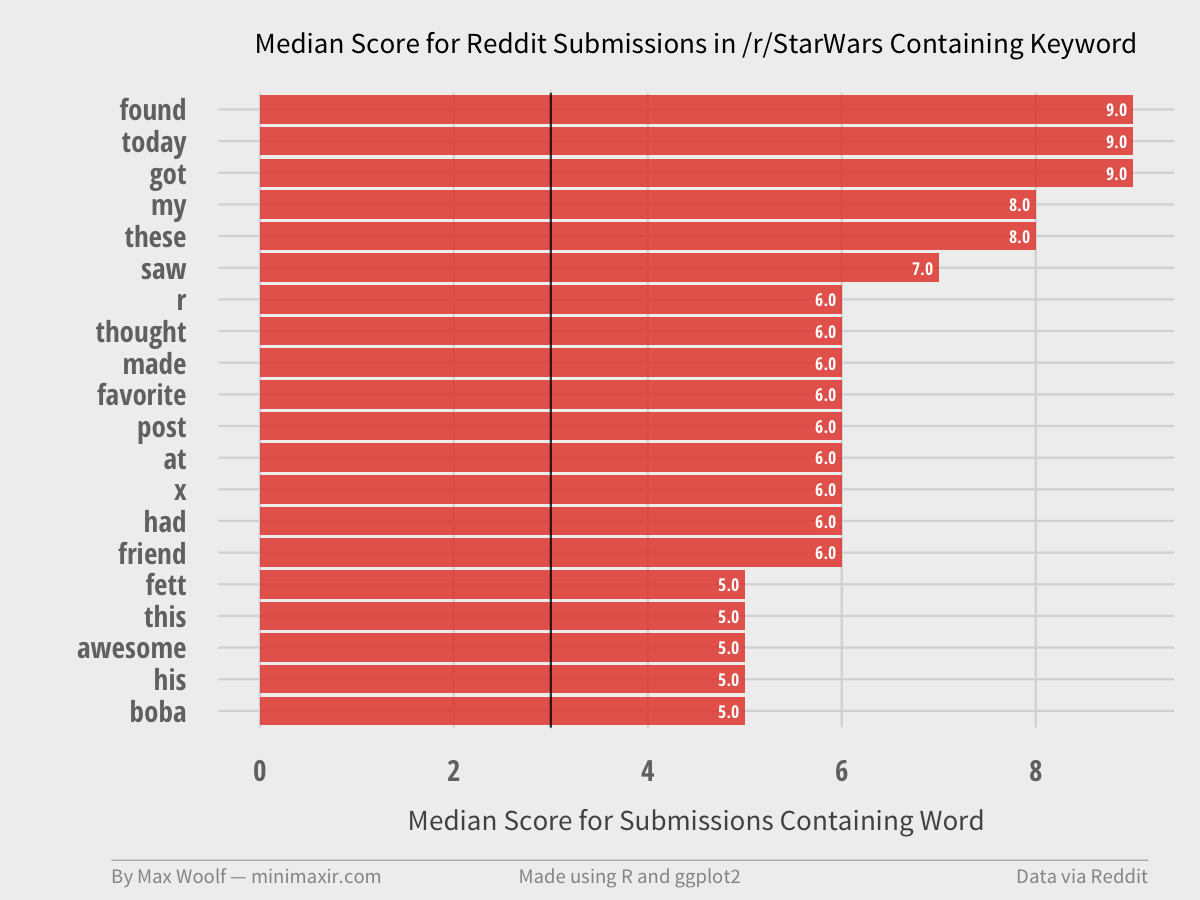 Median Score for Reddit Submissions in /r/StarWars Containing Keyword
found 9.0
today 9.0
got 9.0
my 8.0
these 8.0
saw 7.0
r 6.0
thought 6.0
made 6.0
favorite 6.0
post 6.0
at 6.0
x 6.0
had 6.0
friend 6.0
fett 5.0
this 5.0
awesome 5.0
his 5.0
boba 5.0
0 2 4 6 8
Median Score for Submissions Containing Word
By Max Woolf — minimaxir.com Made using R and ggplot2 Data via Reddit